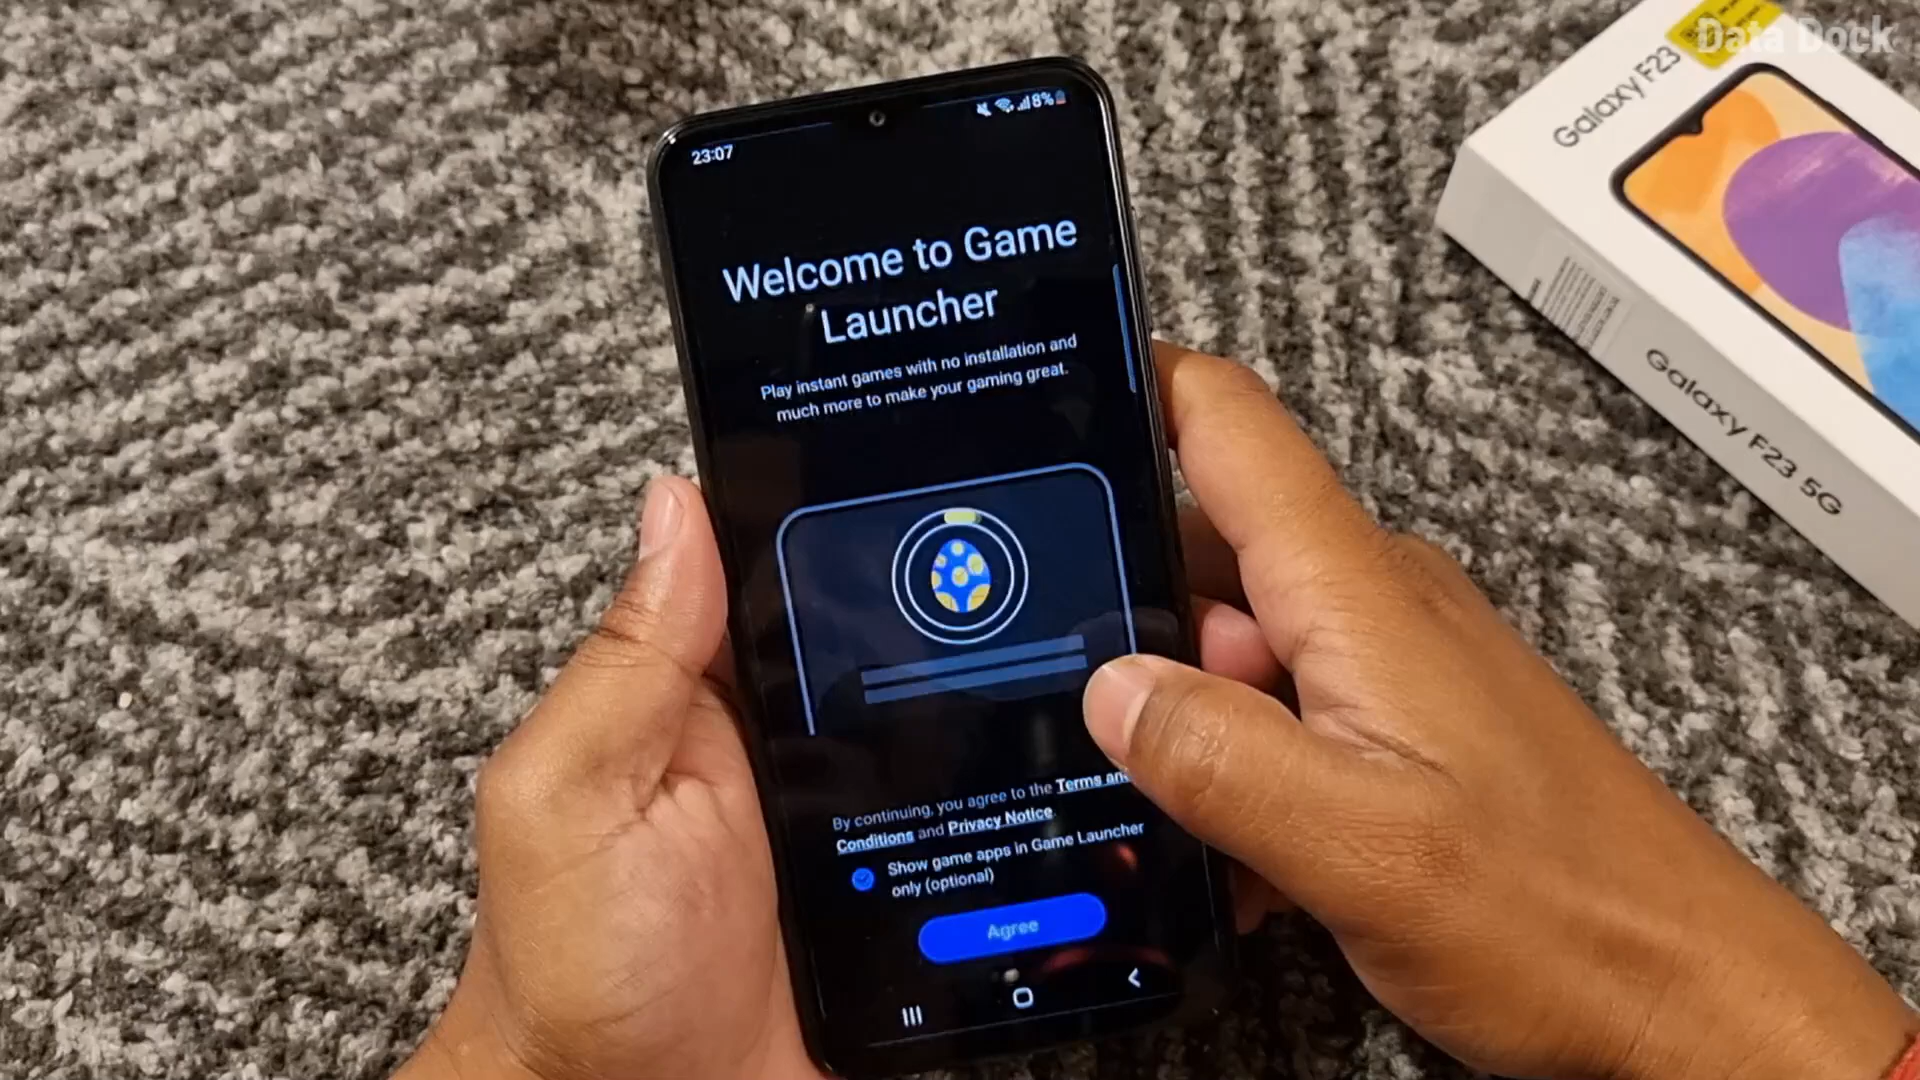 Data Dock
Galaxy F23
Galaxy F23 5G
23:07
8%
Welcome to Game
Launcher
Play instant games with no installation and
much more to make your gaming great.
By continuing, you agree to the Terms and
Conditions and Privacy Notice.
Show game apps in Game Launcher
only (optional)
Agree